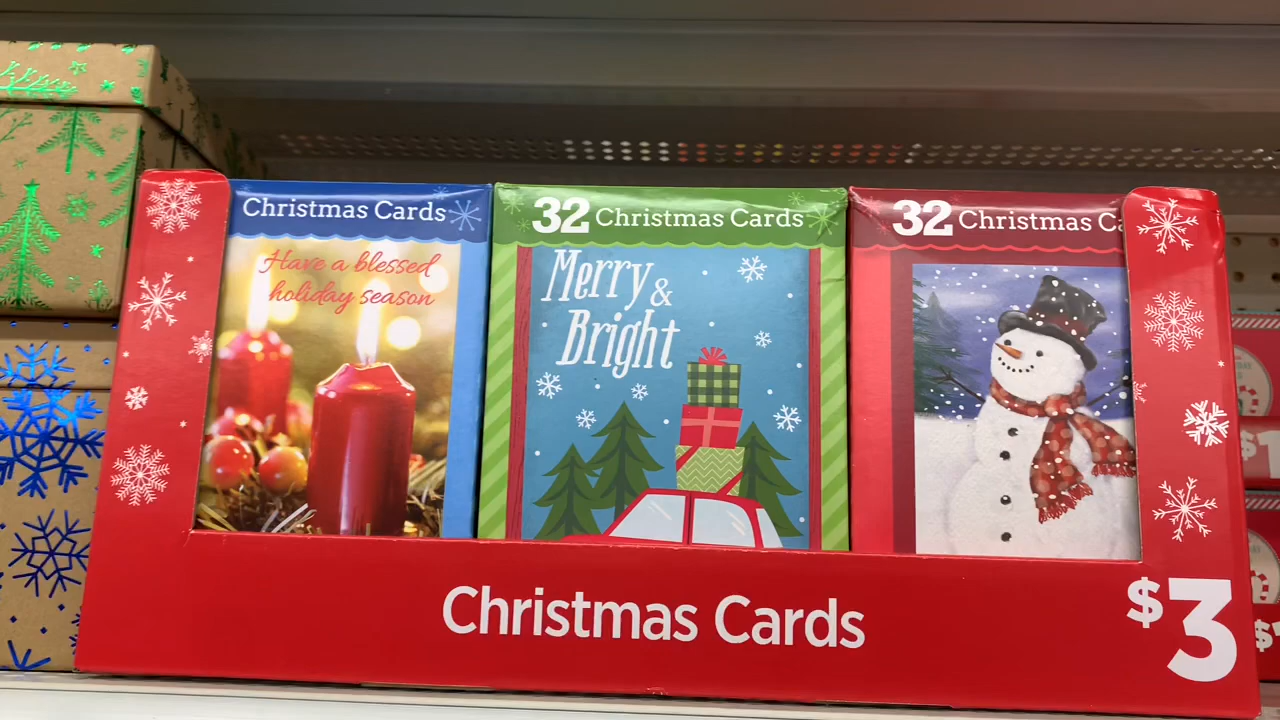 Christmas Cards
Have a blessed
holiday season
32 Christmas Cards
Merry &
Bright
32 Christmas
Christmas Cards
$3